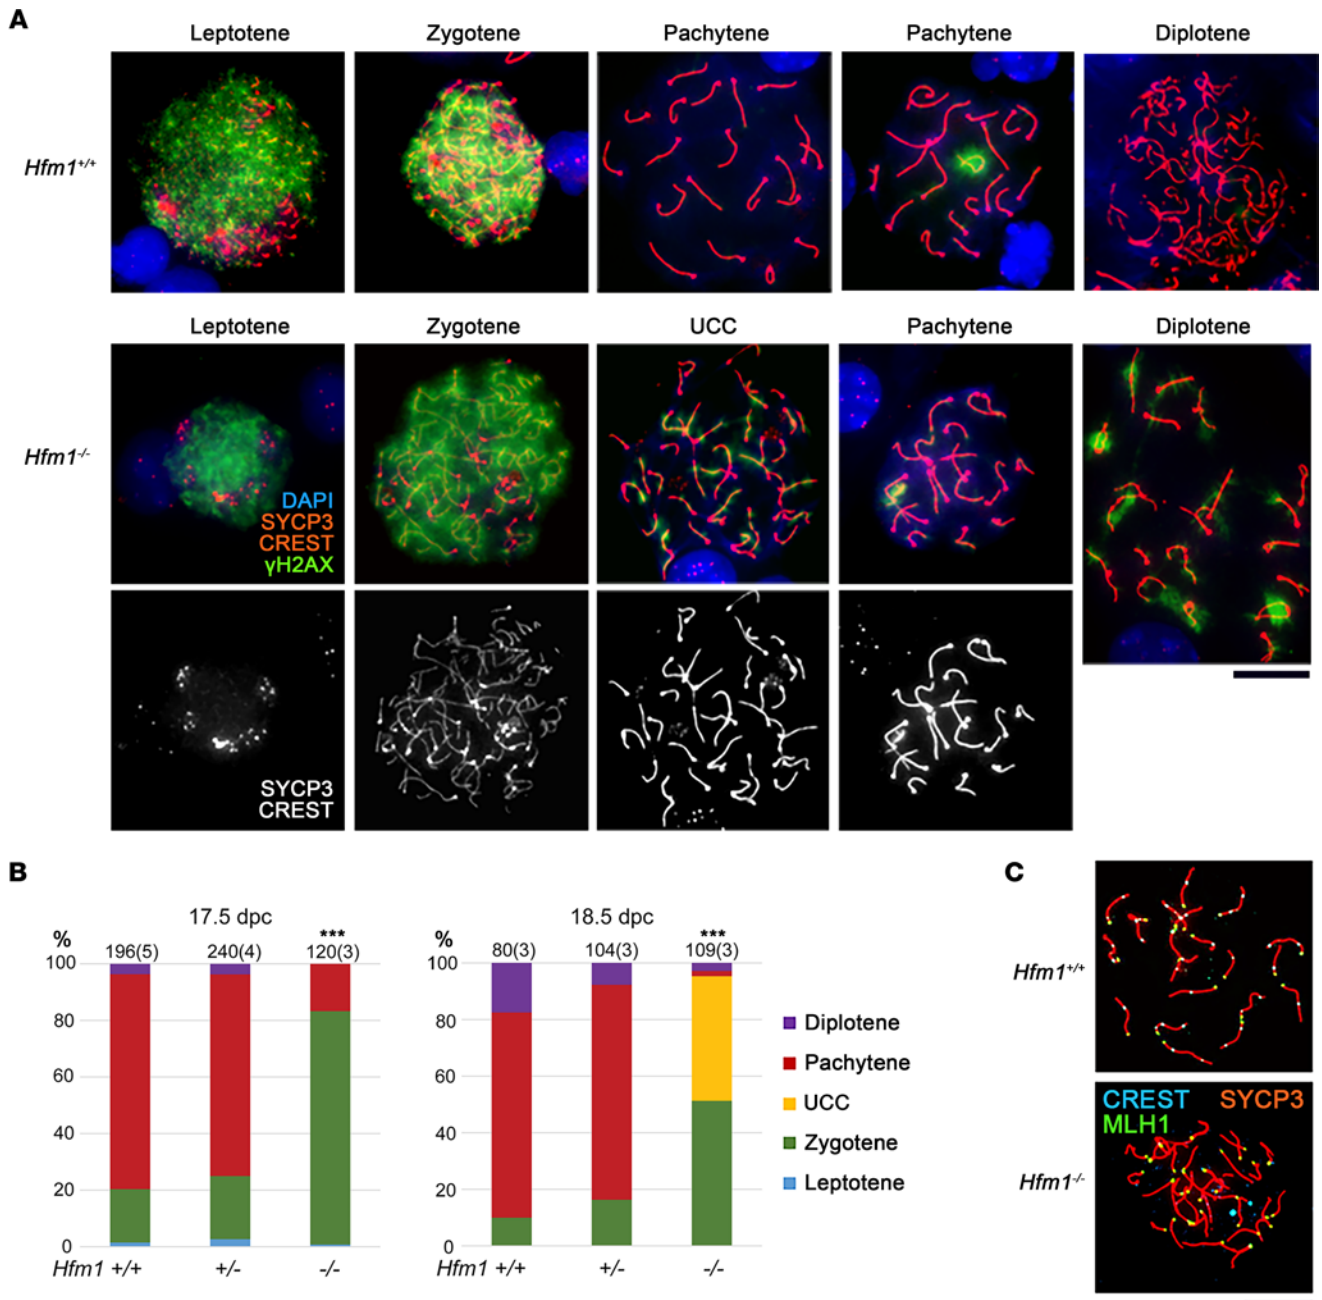 A
Leptotene Zygotene Pachytene Pachytene Diplotene
Hfm1+/+
Leptotene Zygotene UCC Pachytene Diplotene
Hfm1-/-
DAPI
SYCP3
CREST
γH2AX
SYCP3
CREST
B
17.5 dpc
%
196(5) 240(4) 120(3)
***
100
80
60
40
20
0
Hfm1 +/+ +/- -/-
18.5 dpc
%
80(3) 104(3) 109(3)
***
100
80
60
40
20
0
Hfm1 +/+ +/- -/-
Diplotene
Pachytene
UCC
Zygotene
Leptotene
C
Hfm1+/+
CREST SYCP3
MLH1
Hfm1-/-